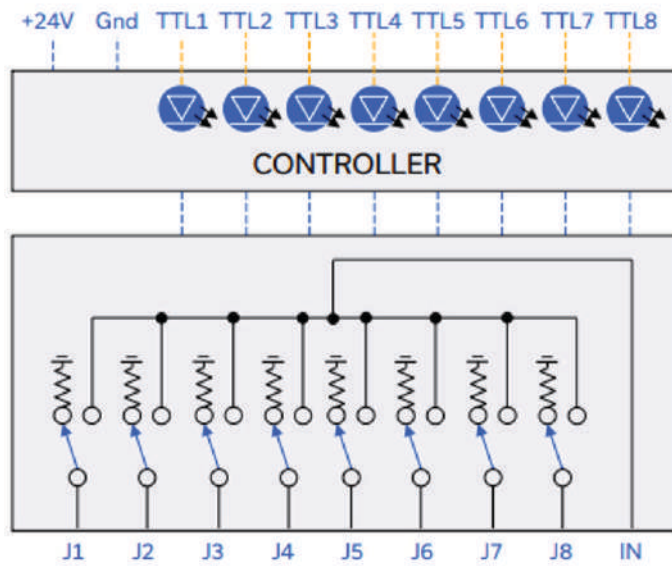 +24V Gnd TTL1 TTL2 TTL3 TTL4 TTL5 TTL6 TTL7 TTL8
CONTROLLER
J1 J2 J3 J4 J5 J6 J7 J8 IN